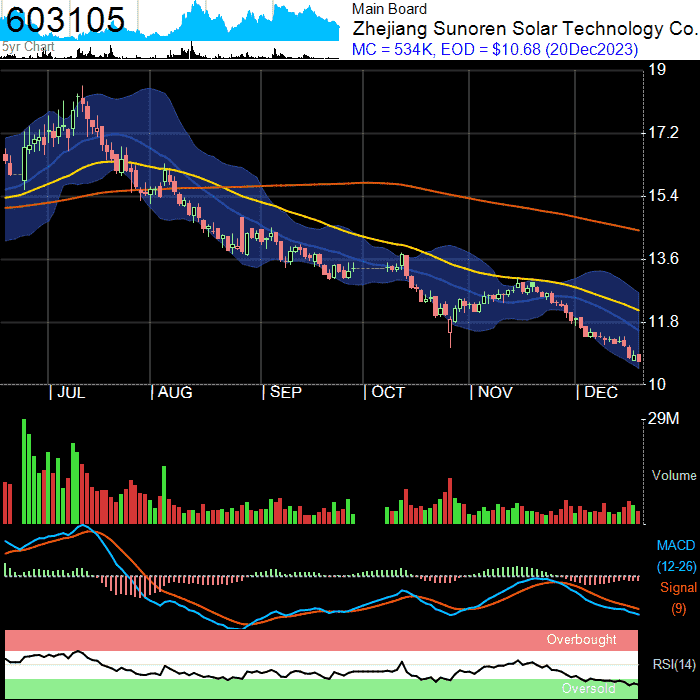 603105
5yr Chart
Main Board
Zhejiang Sunoren Solar Technology Co.
MC = 534K, EOD = $10.68 (20Dec2023)
19
17.2
15.4
13.6
11.8
10
JUL
AUG
SEP
OCT
NOV
DEC
29M
Volume
MACD
(12-26)
Signal
(9)
Overbought
RSI(14)
Oversold